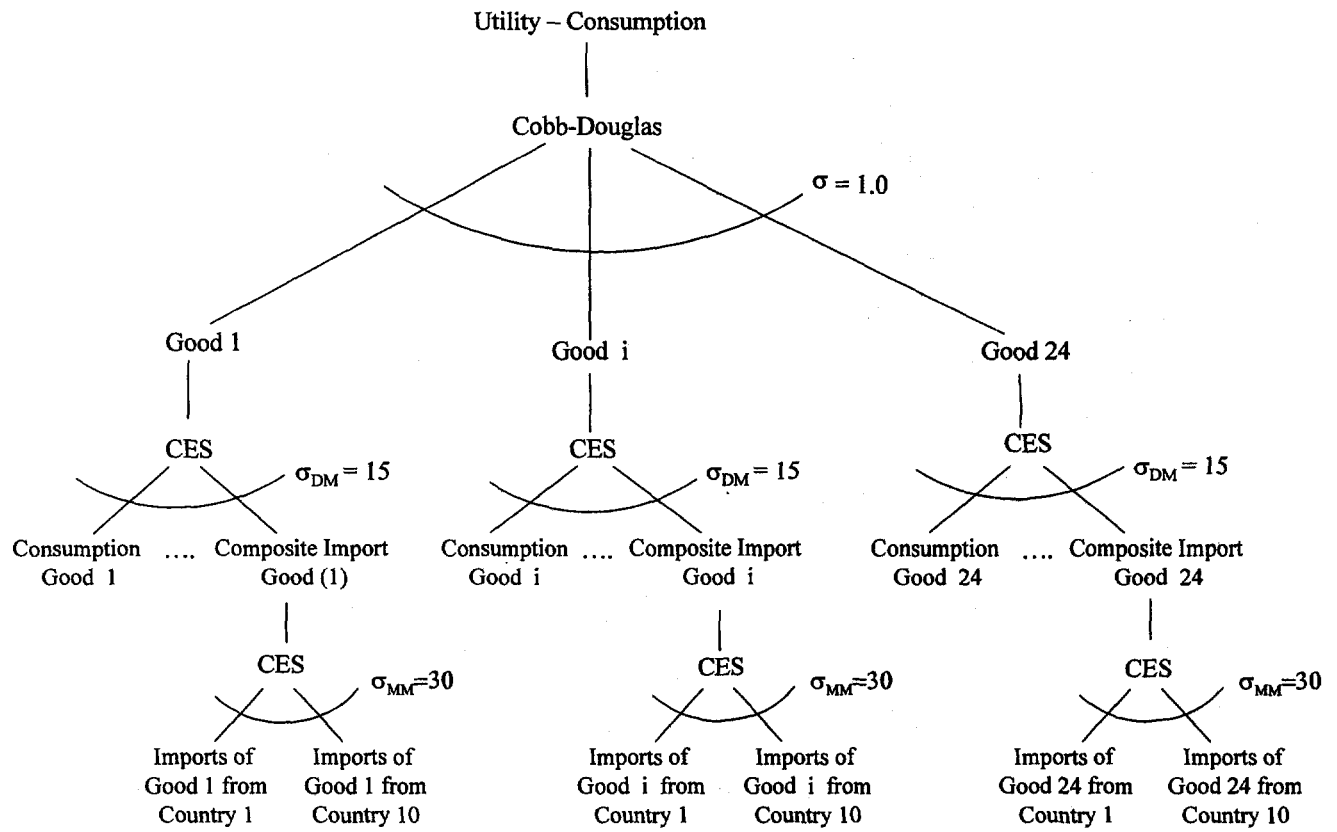 Utility – Consumption
Cobb-Douglas
σ = 1.0
Good 1
Good i
Good 24
CES
CES
CES
σDM = 15
σDM = 15
σDM = 15
Consumption .... Composite Import
Good 1 Good (1)
Consumption .... Composite Import
Good i Good i
Consumption .... Composite Import
Good 24 Good 24
CES
CES
CES
σMM=30
σMM=30
σMM=30
Imports of
Good 1 from
Country 1
Imports of
Good 1 from
Country 10
Imports of
Good i from
Country 1
Imports of
Good i from
Country 10
Imports of
Good 24 from
Country 1
Imports of
Good 24 from
Country 10